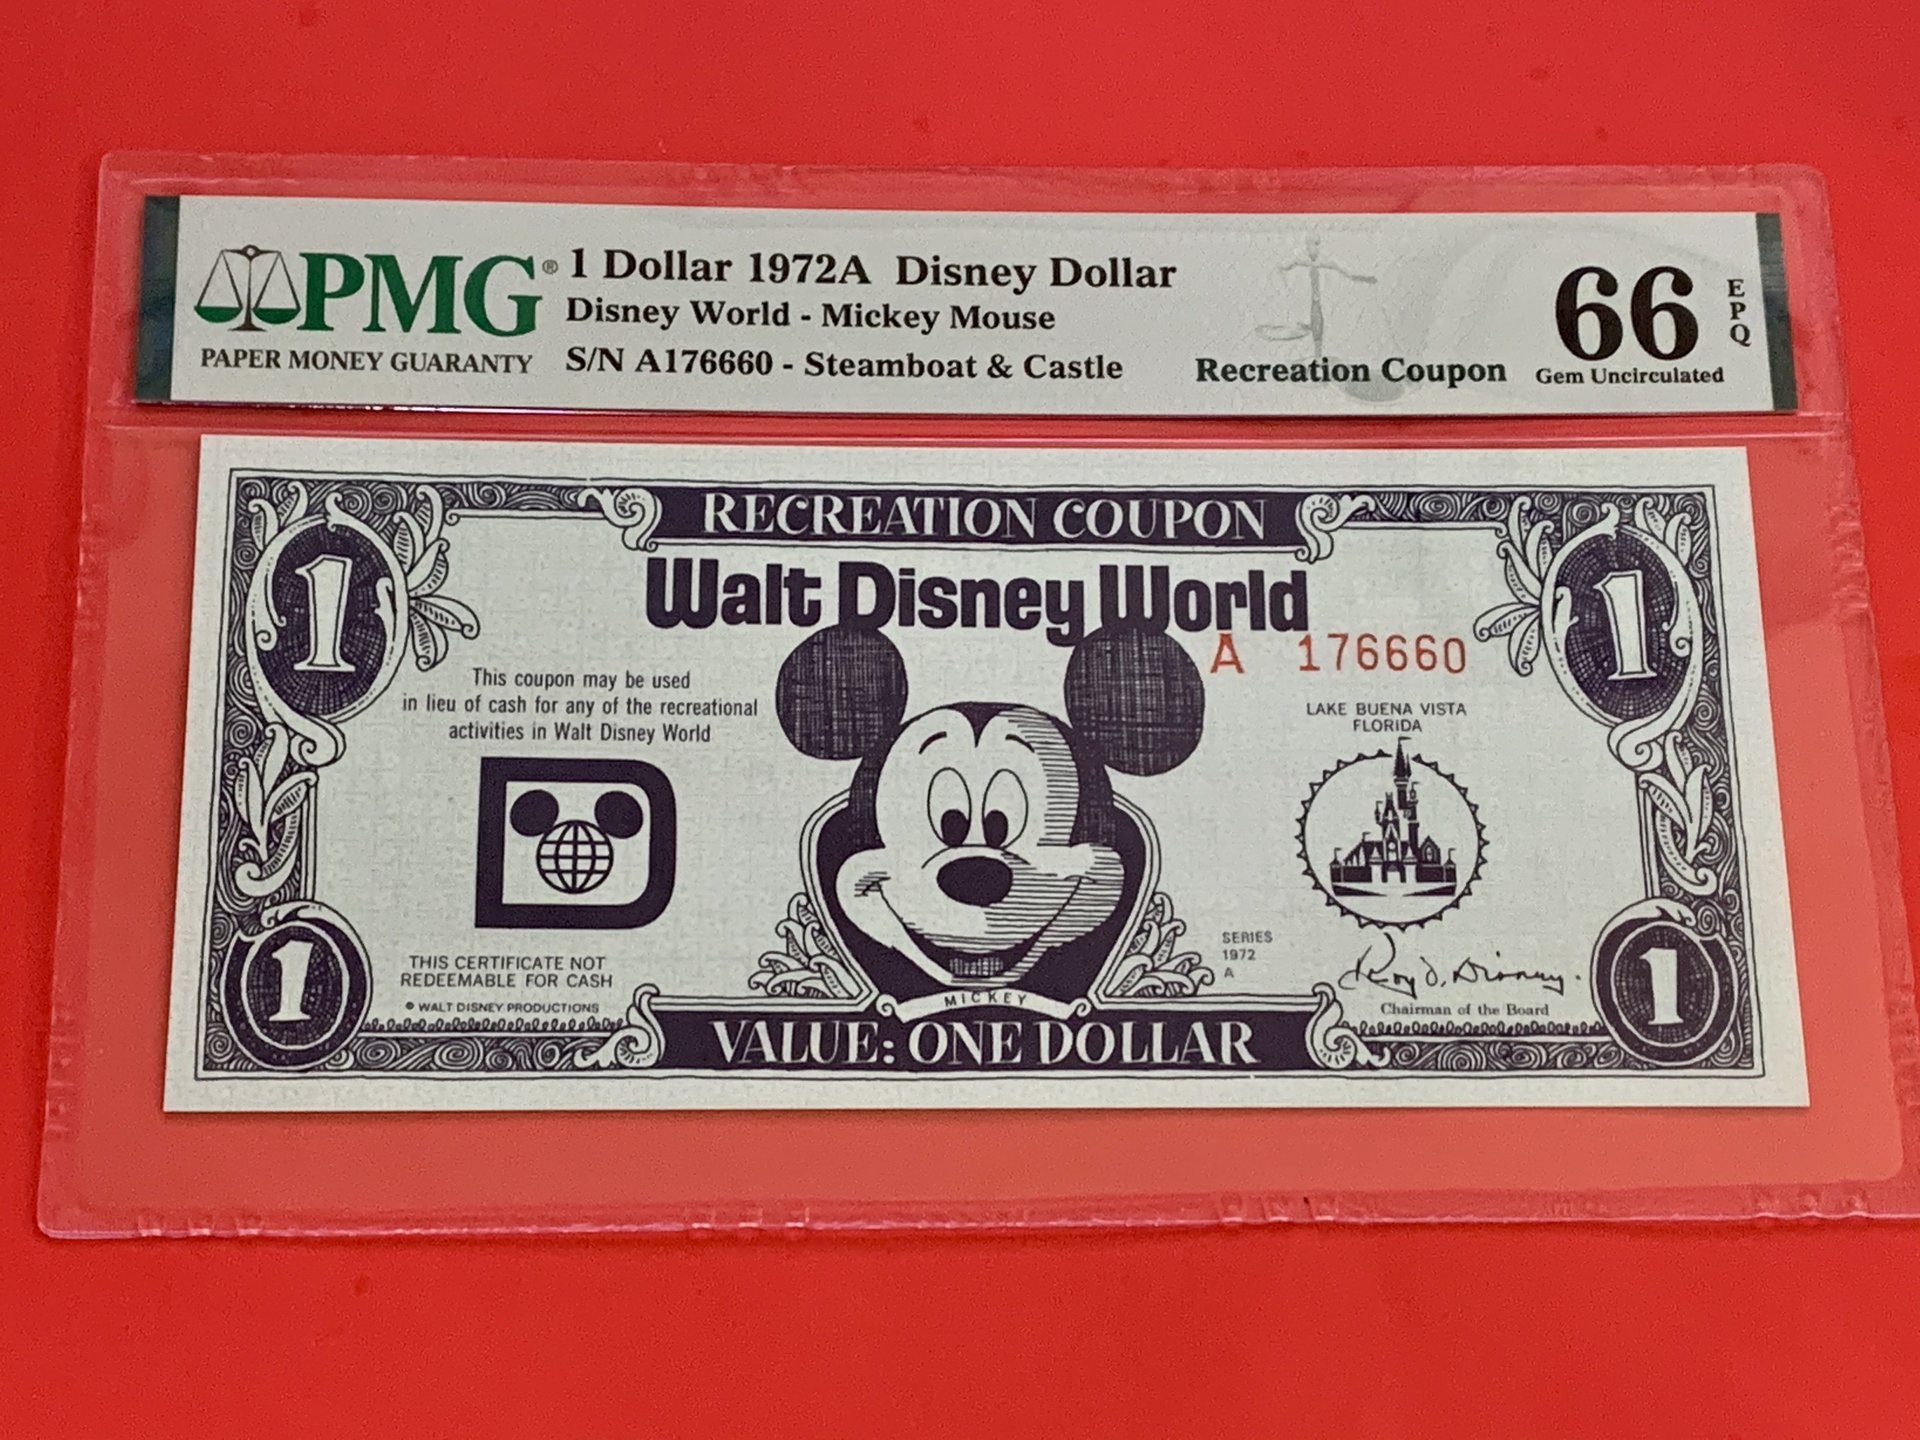 PMG®
PAPER MONEY GUARANTY
1 Dollar 1972A Disney Dollar
Disney World - Mickey Mouse
S/N A176660 - Steamboat & Castle
Recreation Coupon
66
EPQ
Gem Uncirculated
RECREATION COUPON
1
1
Walt Disney World
A 176660
This coupon may be used
in lieu of cash for any of the recreational
activities in Walt Disney World
LAKE BUENA VISTA
FLORIDA
D
THIS CERTIFICATE NOT
REDEEMABLE FOR CASH
© WALT DISNEY PRODUCTIONS
SERIES
1972
A
Roy O. Disney.
Chairman of the Board
1
1
MICKEY
VALUE: ONE DOLLAR